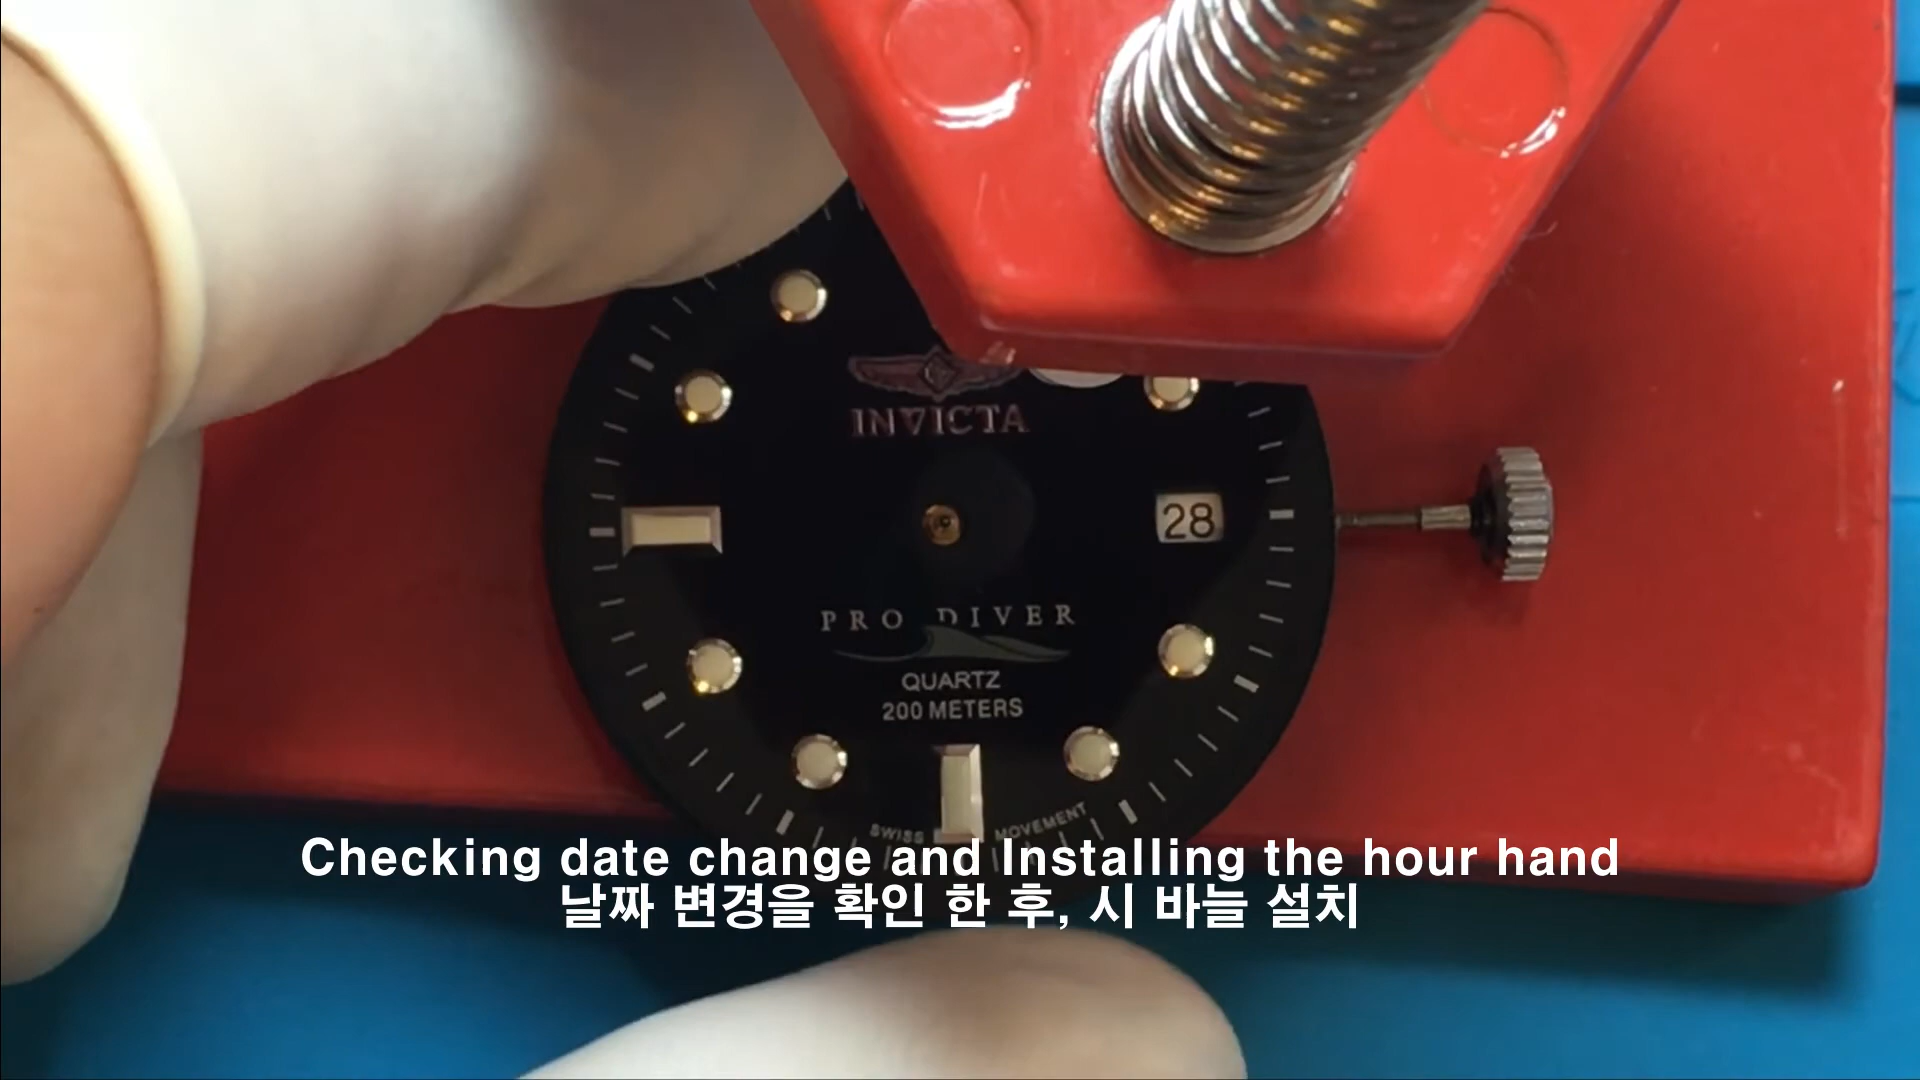 INVICTA
28
PRO DIVER
QUARTZ
200 METERS
SWISS MOVEMENT
Checking date change and Installing the hour hand
날짜 변경을 확인 한 후, 시 바늘 설치